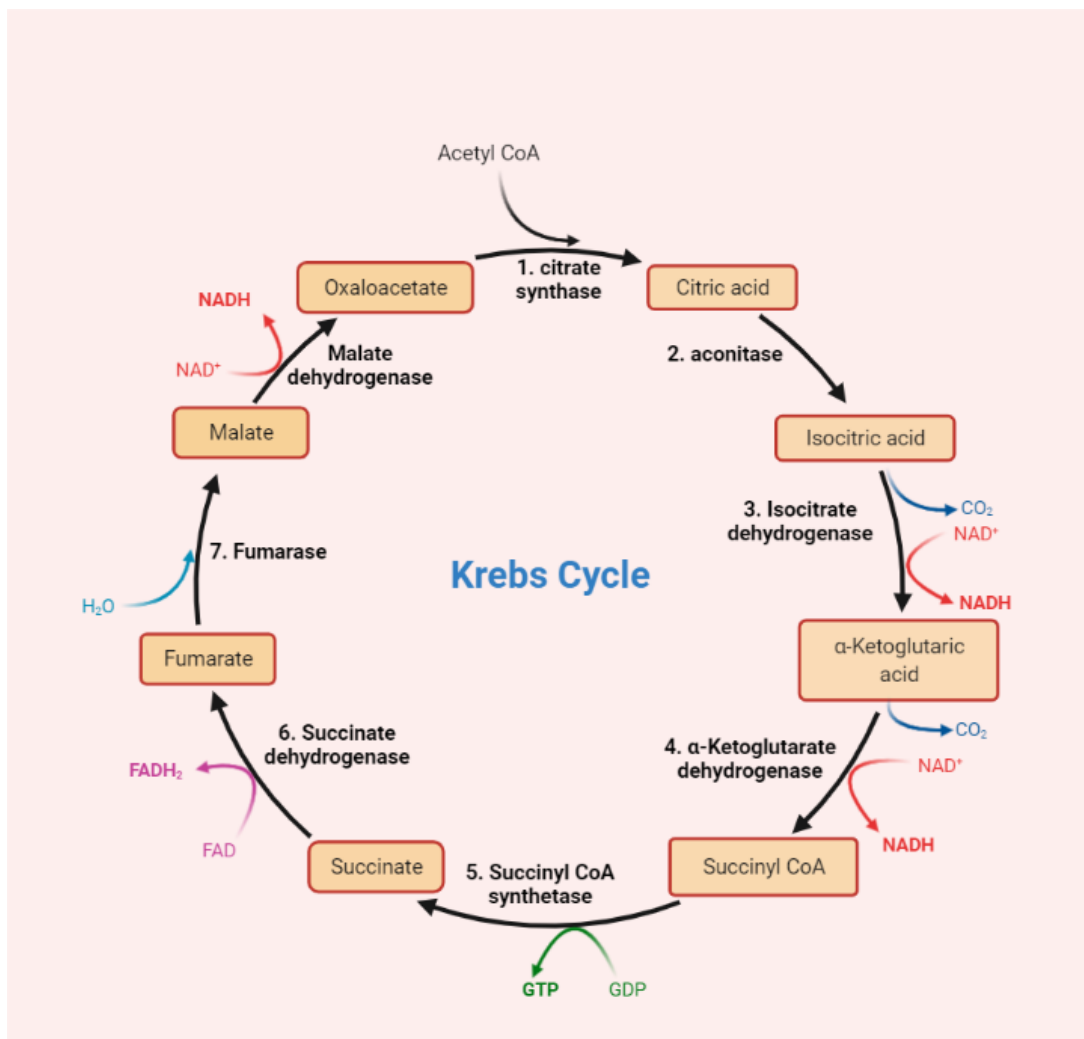 Acetyl CoA
1. citrate
synthase
Oxaloacetate
Citric acid
NADH
NAD⁺
Malate
dehydrogenase
2. aconitase
Malate
Isocitric acid
3. Isocitrate
dehydrogenase
CO₂
NAD⁺
NADH
7. Fumarase
H₂O
Krebs Cycle
Fumarate
α-Ketoglutaric
acid
6. Succinate
dehydrogenase
FADH₂
FAD
4. α-Ketoglutarate
dehydrogenase
CO₂
NAD⁺
NADH
Succinate
5. Succinyl CoA
synthetase
Succinyl CoA
GTP
GDP